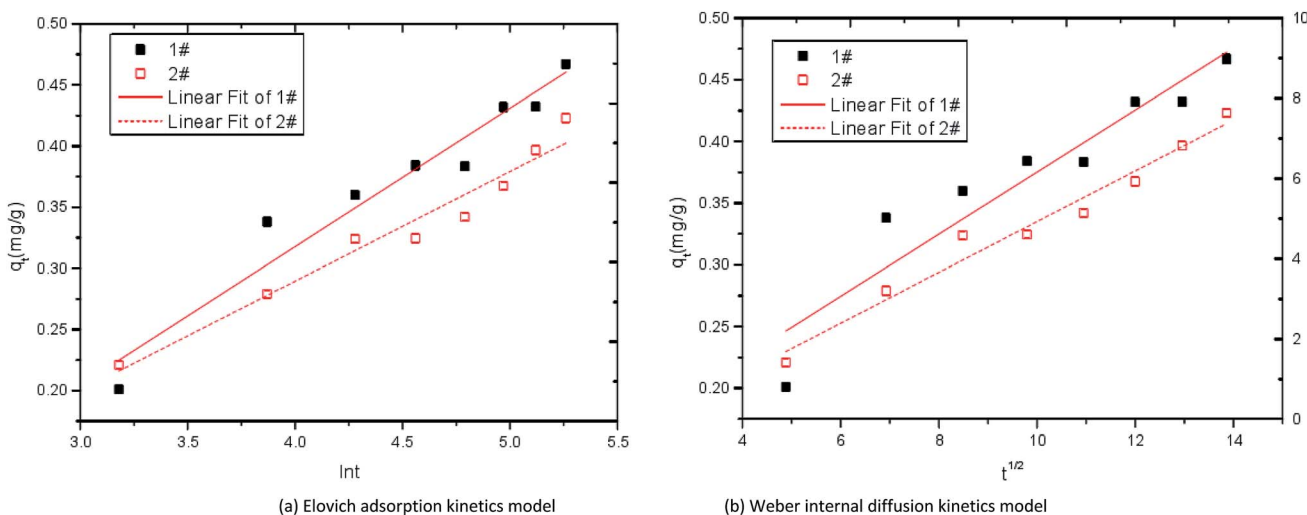 0.50
0.45
0.40
0.35
0.30
0.25
0.20
qt(mg/g)
1#
2#
Linear Fit of 1#
Linear Fit of 2#
3.0 3.5 4.0 4.5 5.0 5.5
lnt
(a) Elovich adsorption kinetics model
0.50
0.45
0.40
0.35
0.30
0.25
0.20
qt(mg/g)
1#
2#
Linear Fit of 1#
Linear Fit of 2#
10
8
6
4
2
0
4 6 8 10 12 14
t1/2
(b) Weber internal diffusion kinetics model